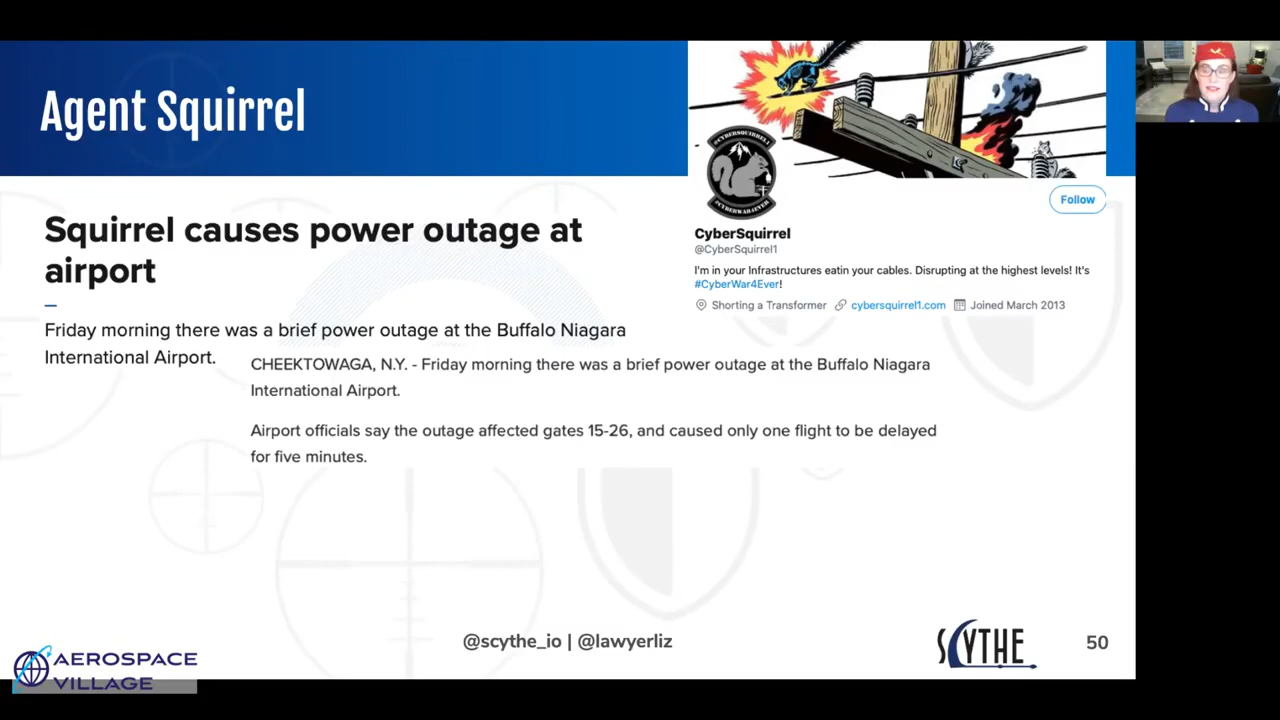 Agent Squirrel
Squirrel causes power outage at
airport
Friday morning there was a brief power outage at the Buffalo Niagara
International Airport.
CHEEKTOWAGA, N.Y. - Friday morning there was a brief power outage at the Buffalo Niagara
International Airport.
Airport officials say the outage affected gates 15-26, and caused only one flight to be delayed
for five minutes.
#CYBERSQUIRREL1
#CYBERWAR4EVER
Follow
CyberSquirrel
@CyberSquirrel1
I'm in your Infrastructures eatin your cables. Disrupting at the highest levels! It's
#CyberWar4Ever!
Shorting a Transformer cybersquirrel1.com Joined March 2013
AEROSPACE
VILLAGE
@scythe_io | @lawyerliz
SCYTHE
50